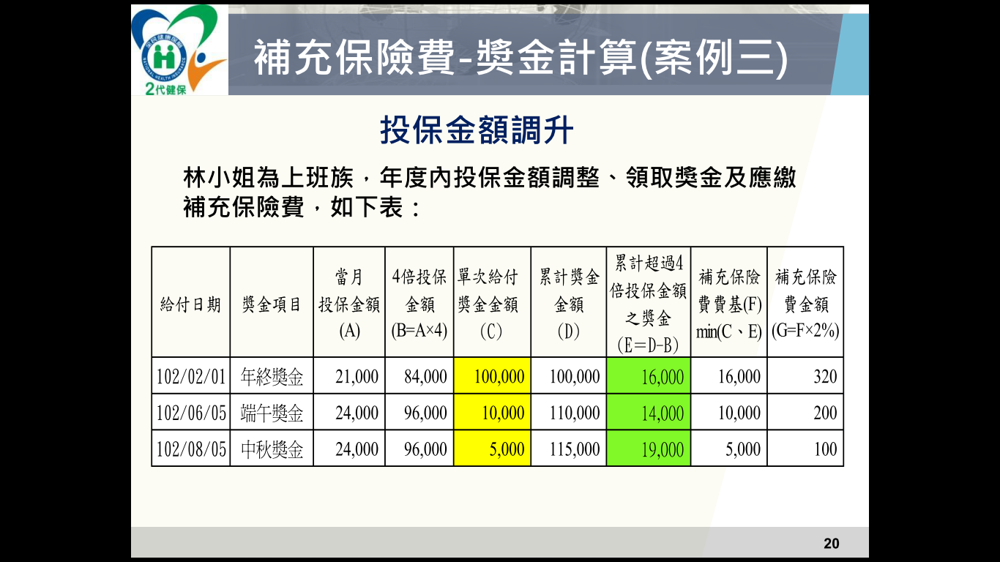 全民健康保險
NATIONAL HEALTH INSURANCE
2代健保
補充保險費-獎金計算(案例三)
投保金額調升
林小姐為上班族，年度內投保金額調整、領取獎金及應繳
補充保險費，如下表：
給付日期 獎金項目 當月投保金額(A) 4倍投保金額(B=A×4) 單次給付獎金金額(C) 累計獎金金額(D) 累計超過4倍投保金額之獎金(E＝D-B) 補充保險費費基(F)min(C、E) 補充保險費金額(G=F×2%)
102/02/01 年終獎金 21,000 84,000 100,000 100,000 16,000 16,000 320
102/06/05 端午獎金 24,000 96,000 10,000 110,000 14,000 10,000 200
102/08/05 中秋獎金 24,000 96,000 5,000 115,000 19,000 5,000 100
20